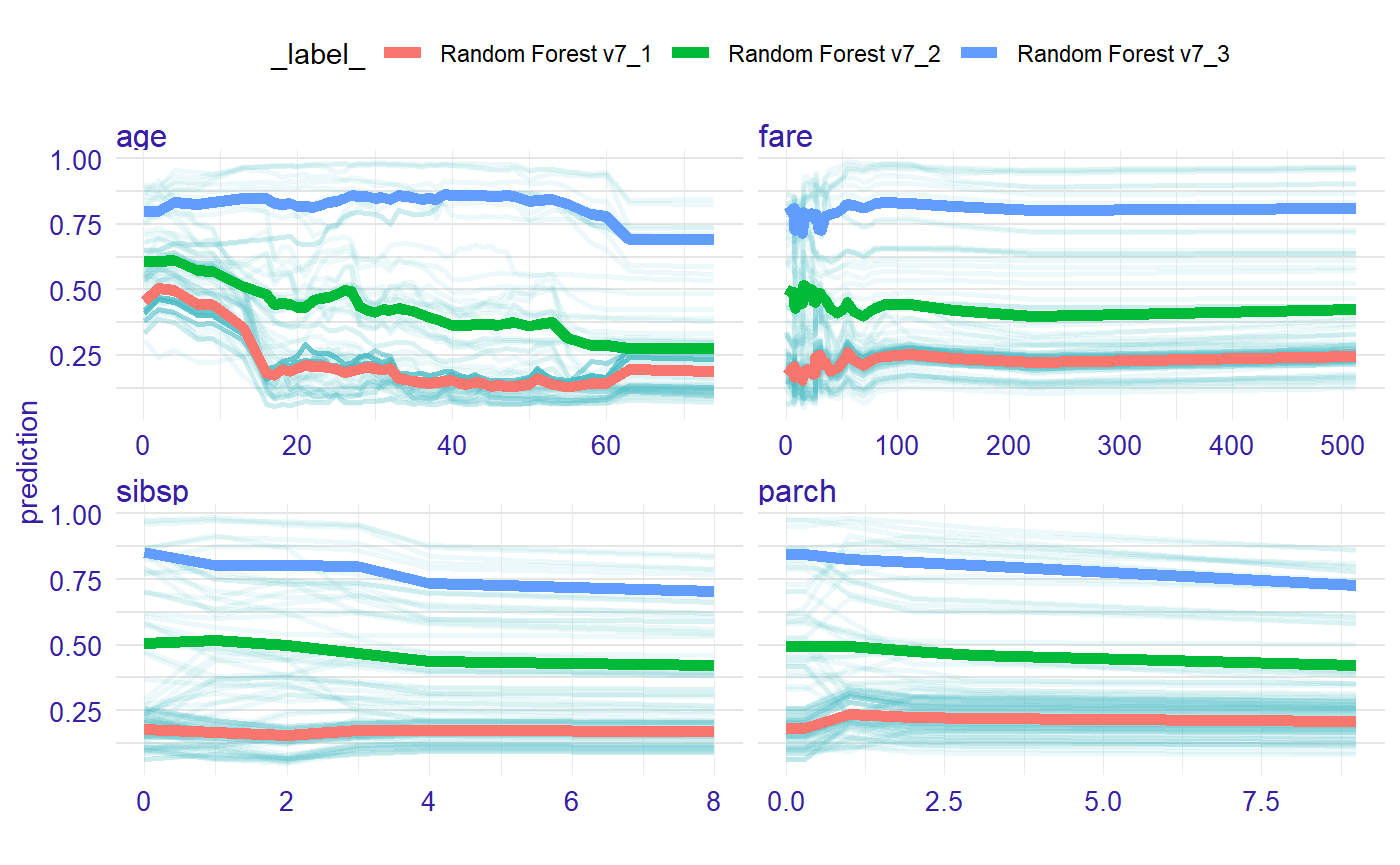 _label_ Random Forest v7_1 Random Forest v7_2 Random Forest v7_3
age
fare
1.00
0.75
0.50
0.25
0 20 40 60
0 100 200 300 400 500
prediction
sibsp
parch
1.00
0.75
0.50
0.25
0 2 4 6 8
0.0 2.5 5.0 7.5